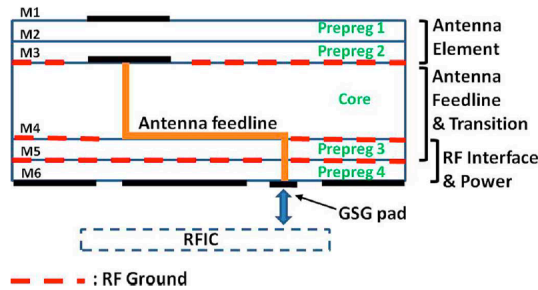 M1
Prepreg 1
Antenna
Element
M2
Prepreg 2
M3
Core
Antenna
Feedline
& Transition
Antenna feedline
M4
Prepreg 3
RF Interface
& Power
M5
Prepreg 4
M6
GSG pad
RFIC
: RF Ground